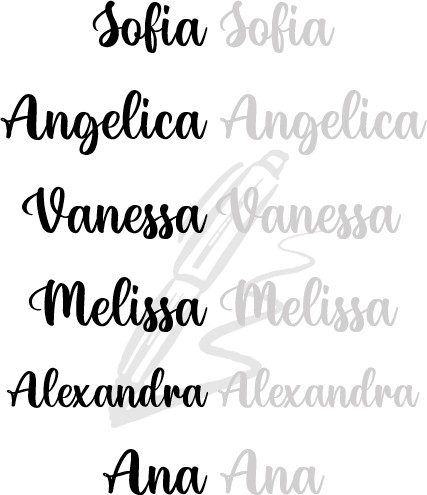 Sofia Sofia
Angelica Angelica
Vanessa Vanessa
Melissa Melissa
Alexandra Alexandra
Ana Ana